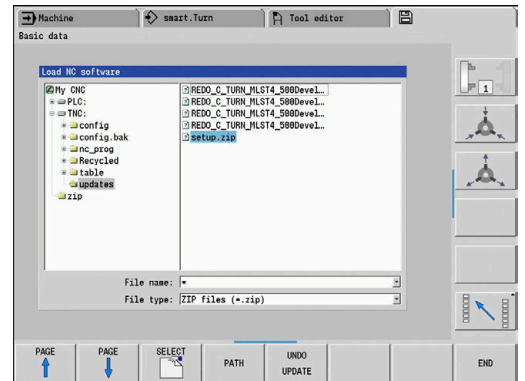 Machine
smart.Turn
Tool editor
Basic data
Load NC software
My CNC
PLC:
TNC:
config
config.bak
nc_prog
Recycled
table
updates
zip
REDO_C_TURN_MLST4_500Devel...
REDO_C_TURN_MLST4_500Devel...
REDO_C_TURN_MLST4_500Devel...
REDO_C_TURN_MLST4_500Devel...
setup.zip
1
File name: *
File type: ZIP files (*.zip)
PAGE
PAGE
SELECT
PATH
UNDO
UPDATE
END